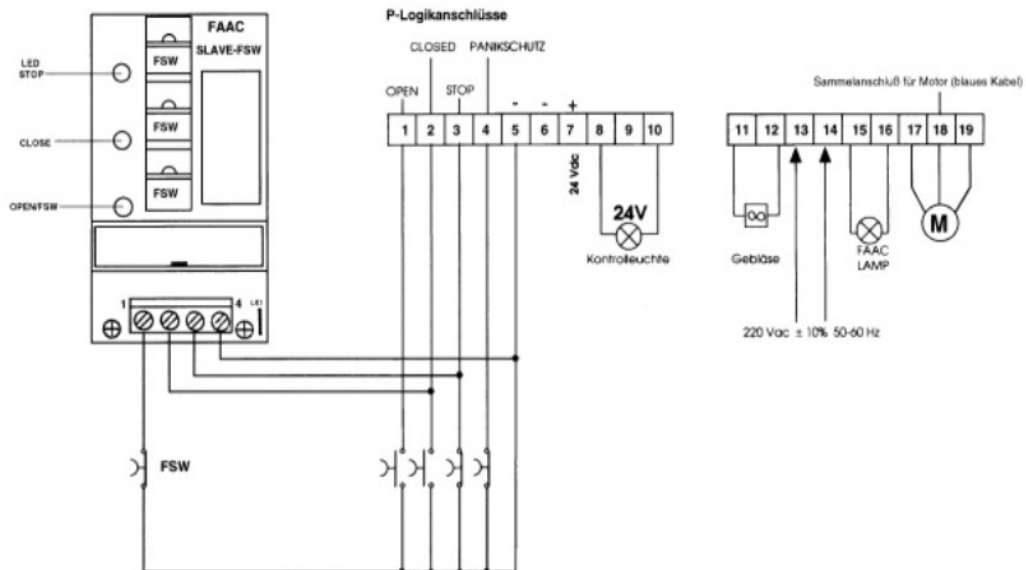 P-Logikanschlüsse
FAAC
SLAVE-FSW
LED
STOP
CLOSE
OPEN/FSW
FSW
FSW
FSW
1 4 LE1
FSW
CLOSED PANIKSCHUTZ
OPEN STOP
- - +
1 2 3 4 5 6 7 8 9 10
24 Vdc
24V
Kontrolleuchte
Sammelanschluß für Motor (blaues Kabel)
11 12 13 14 15 16 17 18 19
M
Gebläse
FAAC
LAMP
220 Vac ± 10% 50-60 Hz